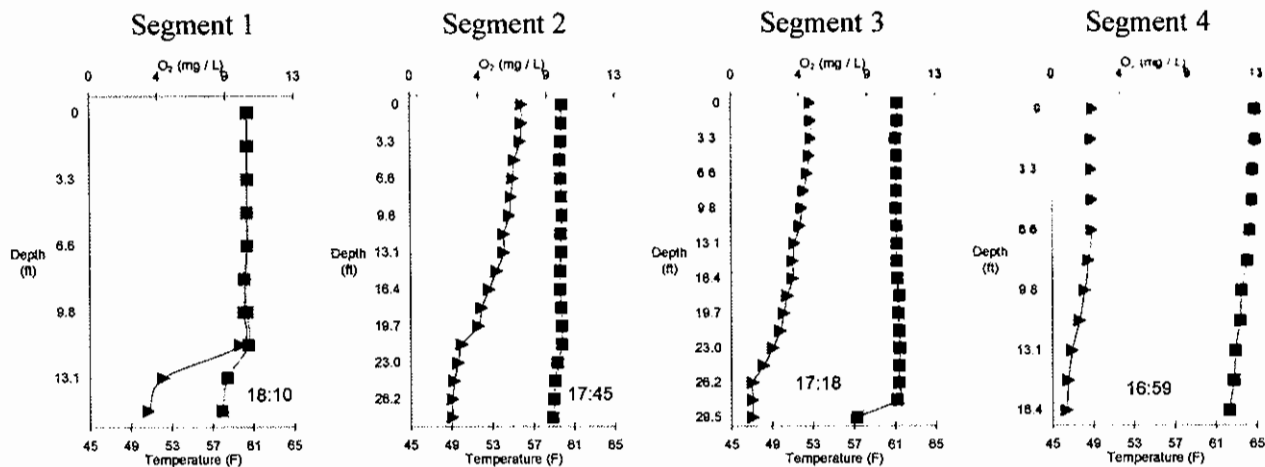 Segment 1
O₂ (mg / L)
0 4 9 13
0
3.3
6.6
Depth
(ft)
9.8
13.1
18:10
45 49 53 57 61 65
Temperature (F)
Segment 2
O₂ (mg / L)
0 4 9 13
0
3.3
6.6
9.8
Depth
(ft)
13.1
16.4
19.7
23.0
26.2
17:45
45 49 53 57 61 65
Temperature (F)
Segment 3
O₂ (mg / L)
0 4 9 13
0
3.3
6.6
9.8
Depth
(ft)
13.1
16.4
19.7
23.0
26.2
17:18
29.5
45 49 53 57 61 65
Temperature (F)
Segment 4
(mg / L)
0 4 9 13
0
3.3
6.6
Depth
(ft)
9.8
13.1
16:59
45 49 53 57 61 65
Temperature (F)